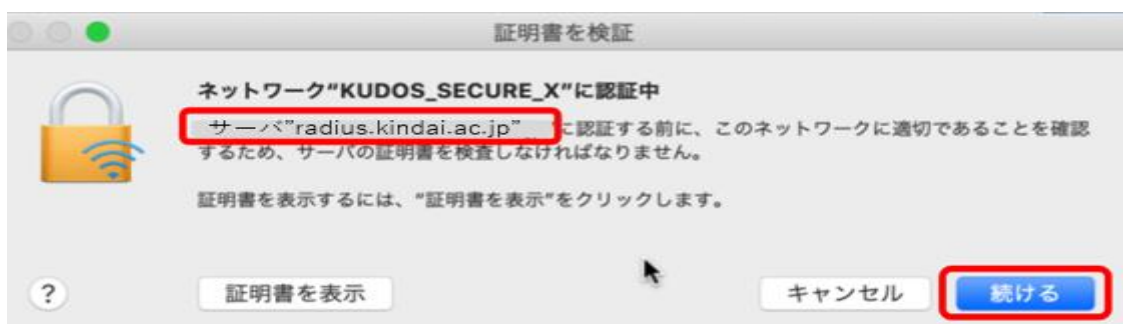 証明書を検証
ネットワーク"KUDOS_SECURE_X"に認証中
サーバ"radius.kindai.ac.jp" に認証する前に、このネットワークに適切であることを確認
するため、サーバの証明書を検査しなければなりません。
証明書を表示するには、"証明書を表示"をクリックします。
?
証明書を表示
キャンセル
続ける